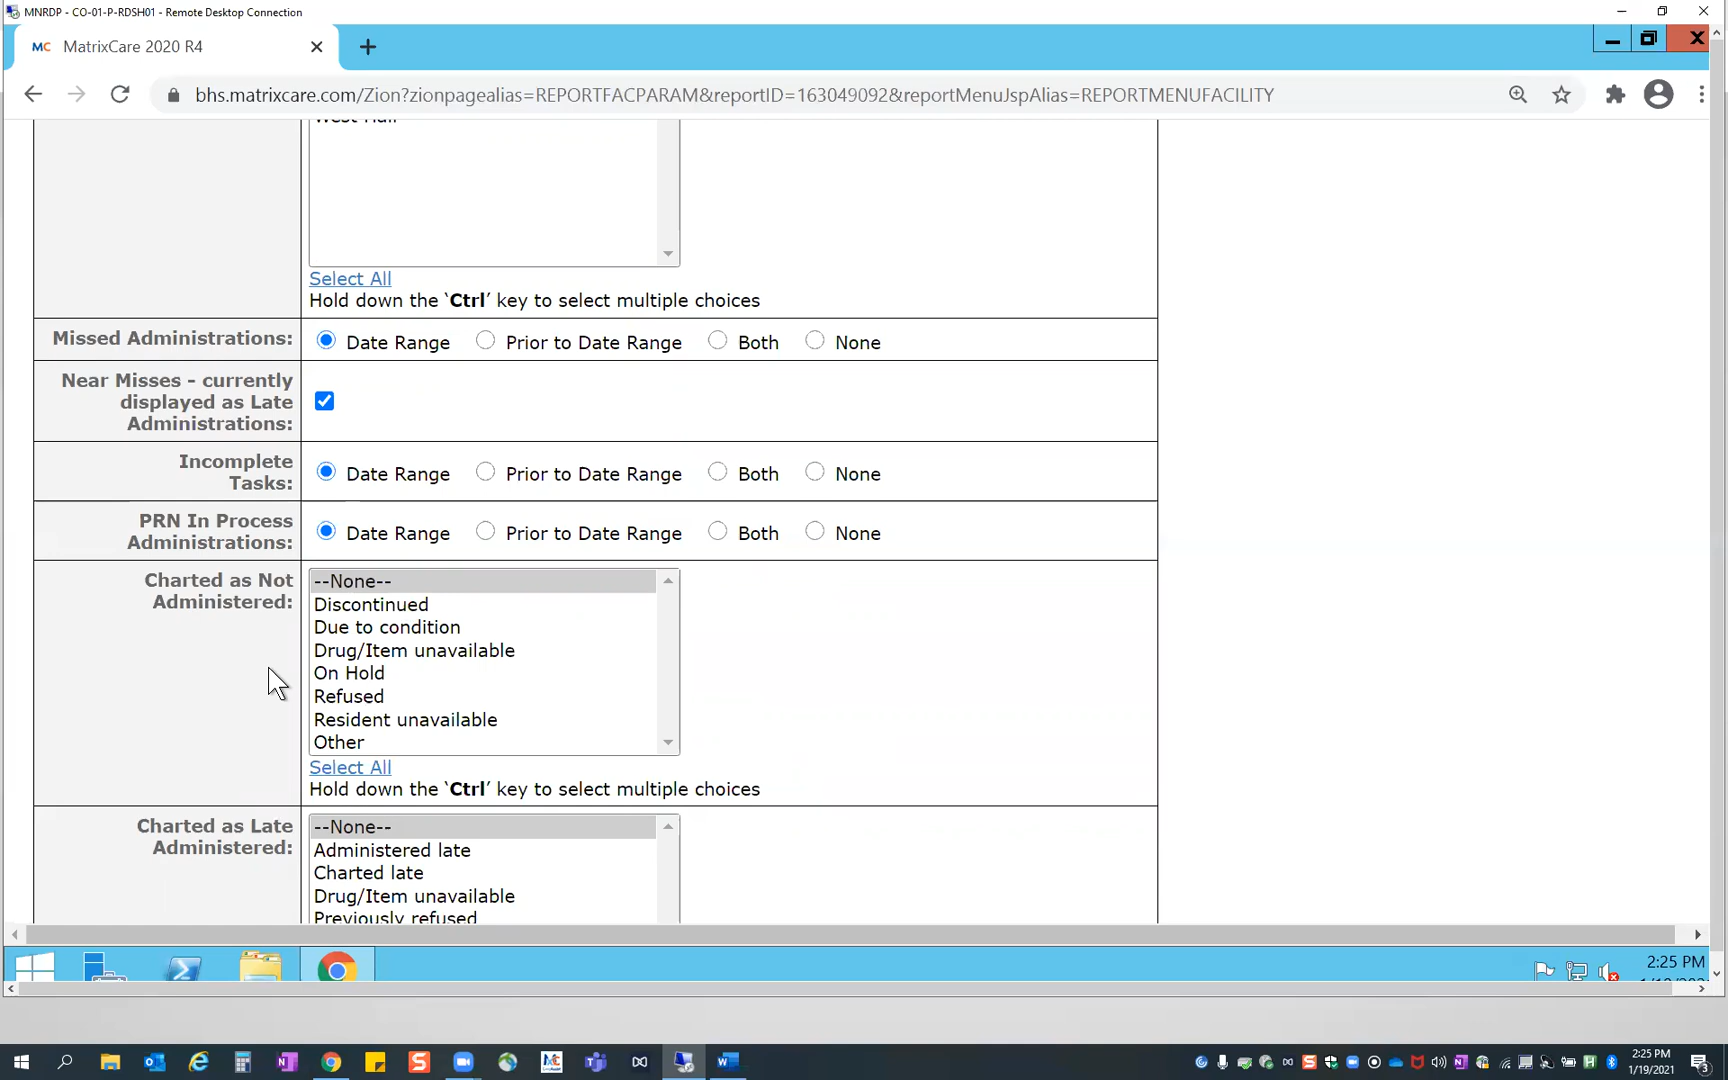 MNRDP - CO-01-P-RDSH01 - Remote Desktop Connection
MC MatrixCare 2020 R4
bhs.matrixcare.com/Zion?zionpagealias=REPORTFACPARAM&reportID=163049092&reportMenuJspAlias=REPORTMENUFACILITY
West Hall
Select All
Hold down the ‘Ctrl’ key to select multiple choices
Missed Administrations: Date Range Prior to Date Range Both None
Near Misses - currently
displayed as Late
Administrations:
Incomplete
Tasks:
Date Range Prior to Date Range Both None
PRN In Process
Administrations:
Date Range Prior to Date Range Both None
Charted as Not
Administered:
--None--
Discontinued
Due to condition
Drug/Item unavailable
On Hold
Refused
Resident unavailable
Other
Select All
Hold down the ‘Ctrl’ key to select multiple choices
Charted as Late
Administered:
--None--
Administered late
Charted late
Drug/Item unavailable
Previously refused
2:25 PM
2:25 PM
1/19/2021